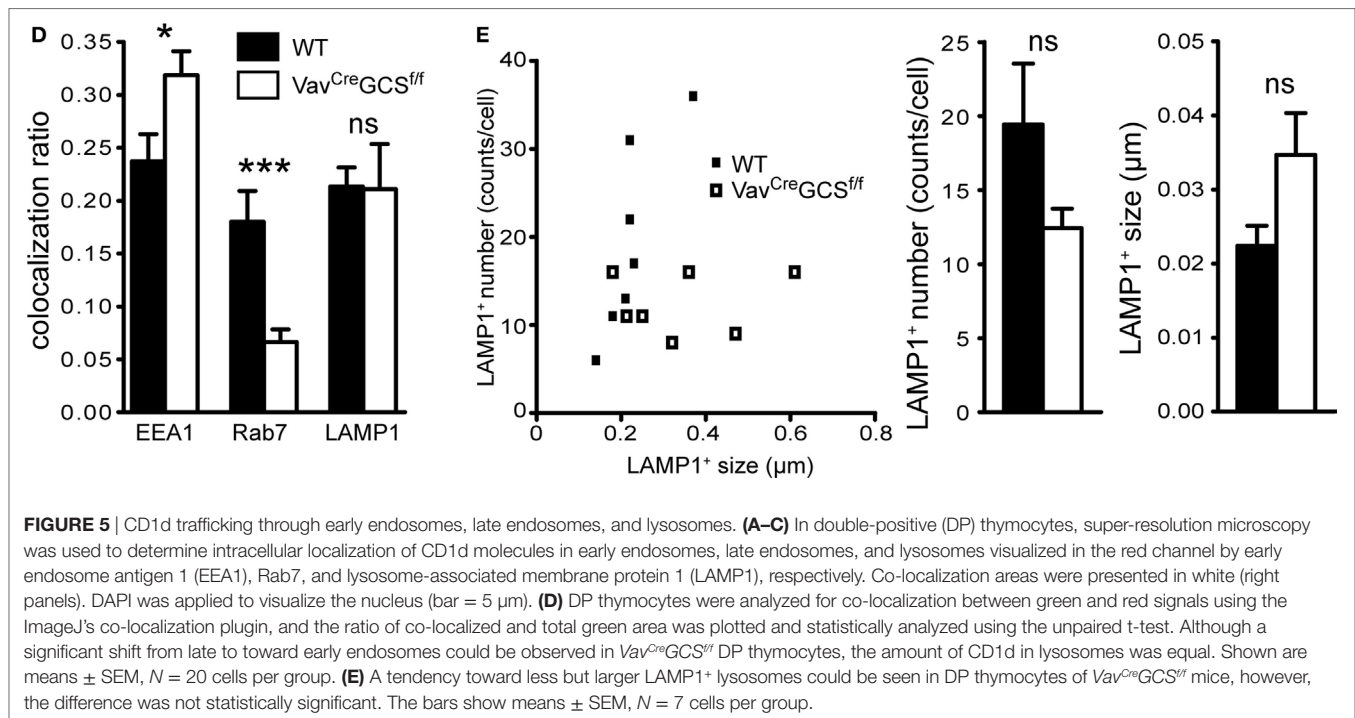 D
0.35
0.30
0.25
0.20
0.15
0.10
0.05
0.00
colocalization ratio
*
***
ns
WT
Vav^CreGCS^f/f
EEA1 Rab7 LAMP1
E
40
30
20
10
0
LAMP1⁺ number (counts/cell)
WT
Vav^CreGCS^f/f
0 0.2 0.4 0.6 0.8
LAMP1⁺ size (µm)
25
20
15
10
5
0
LAMP1⁺ number (counts/cell)
ns
0.05
0.04
0.03
0.02
0.01
0.00
LAMP1⁺ size (µm)
ns
FIGURE 5 | CD1d trafficking through early endosomes, late endosomes, and lysosomes. (A–C) In double-positive (DP) thymocytes, super-resolution microscopy
was used to determine intracellular localization of CD1d molecules in early endosomes, late endosomes, and lysosomes visualized in the red channel by early
endosome antigen 1 (EEA1), Rab7, and lysosome-associated membrane protein 1 (LAMP1), respectively. Co-localization areas were presented in white (right
panels). DAPI was applied to visualize the nucleus (bar = 5 µm). (D) DP thymocytes were analyzed for co-localization between green and red signals using the
ImageJ's co-localization plugin, and the ratio of co-localized and total green area was plotted and statistically analyzed using the unpaired t-test. Although a
significant shift from late to toward early endosomes could be observed in Vav^CreGCS^f/f DP thymocytes, the amount of CD1d in lysosomes was equal. Shown are
means ± SEM, N = 20 cells per group. (E) A tendency toward less but larger LAMP1⁺ lysosomes could be seen in DP thymocytes of Vav^CreGCS^f/f mice, however,
the difference was not statistically significant. The bars show means ± SEM, N = 7 cells per group.